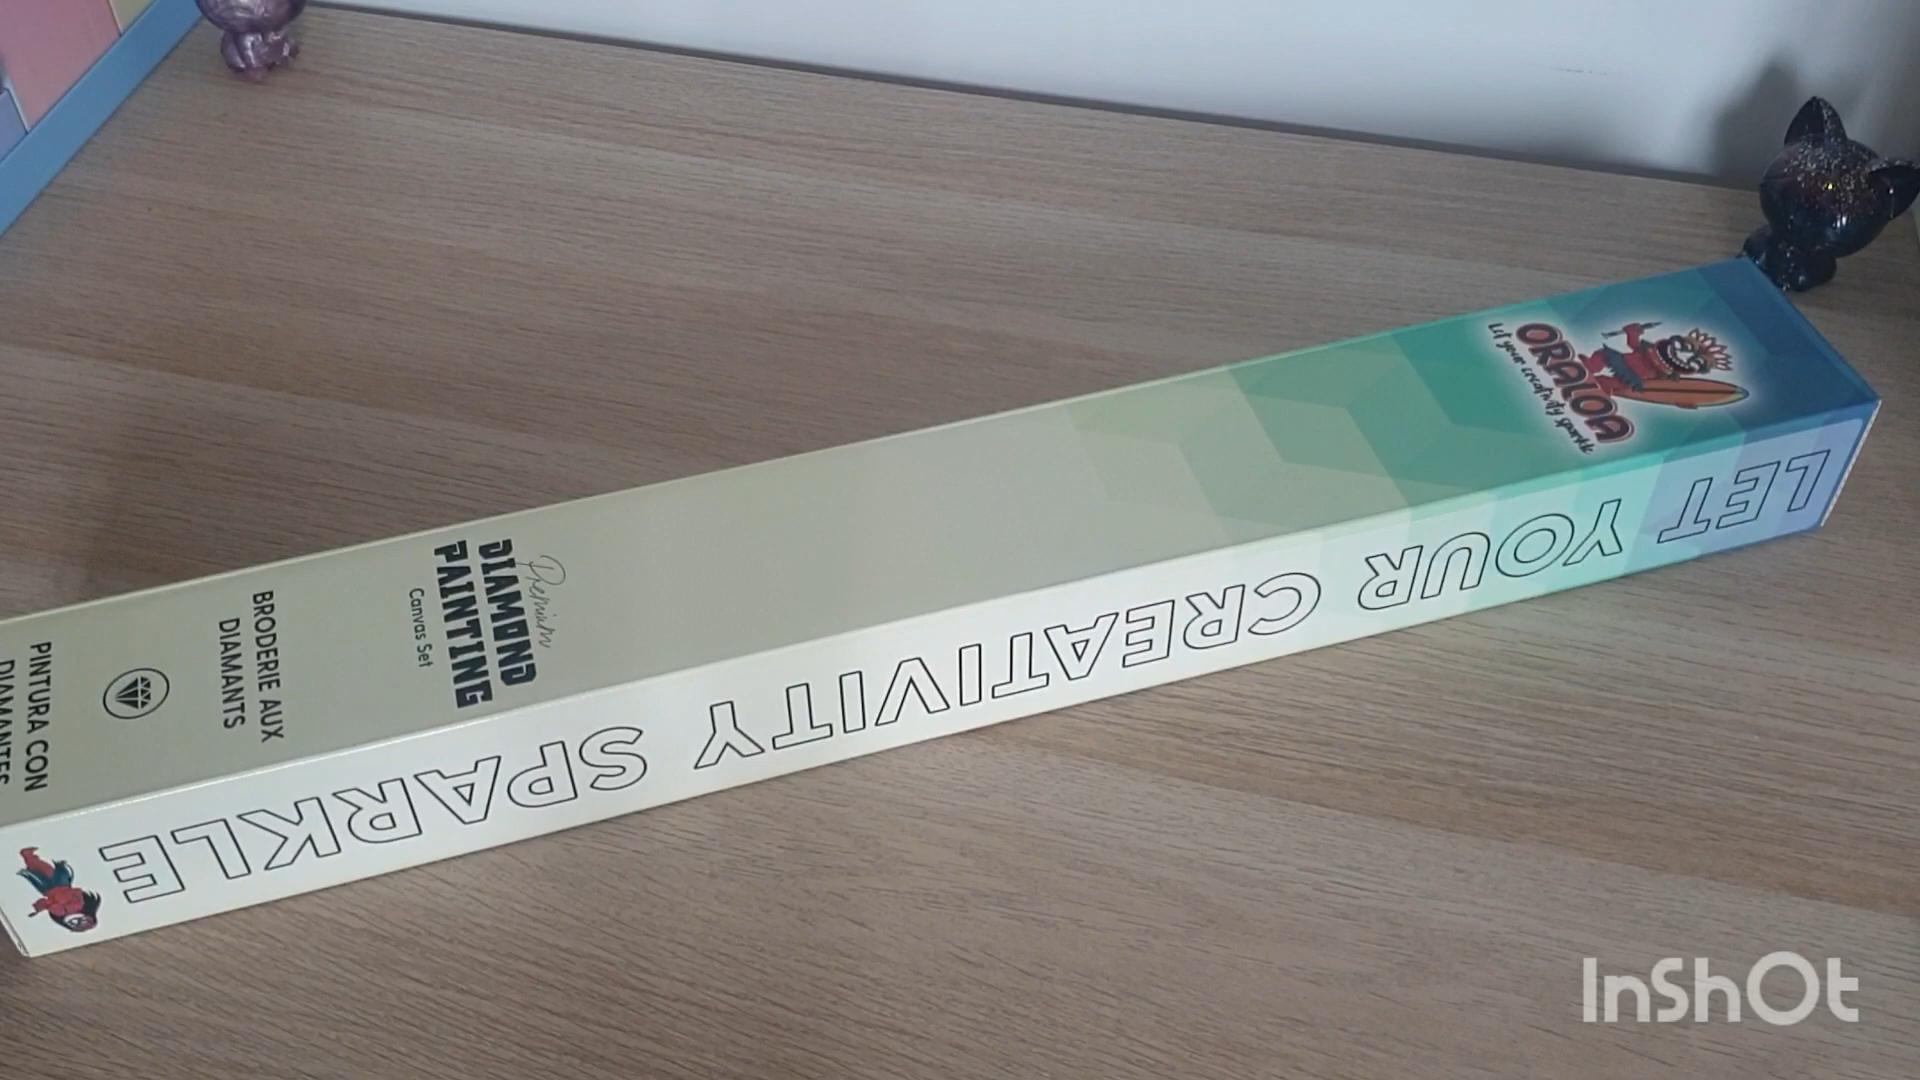 ORALOA
Let your creativity sparkle
Premium
DIAMOND
PAINTING
Canvas Set
BRODERIE AUX
DIAMANTS
PINTURA CON
DIAMANTES
LET YOUR CREATIVITY SPARKLE
InShOt